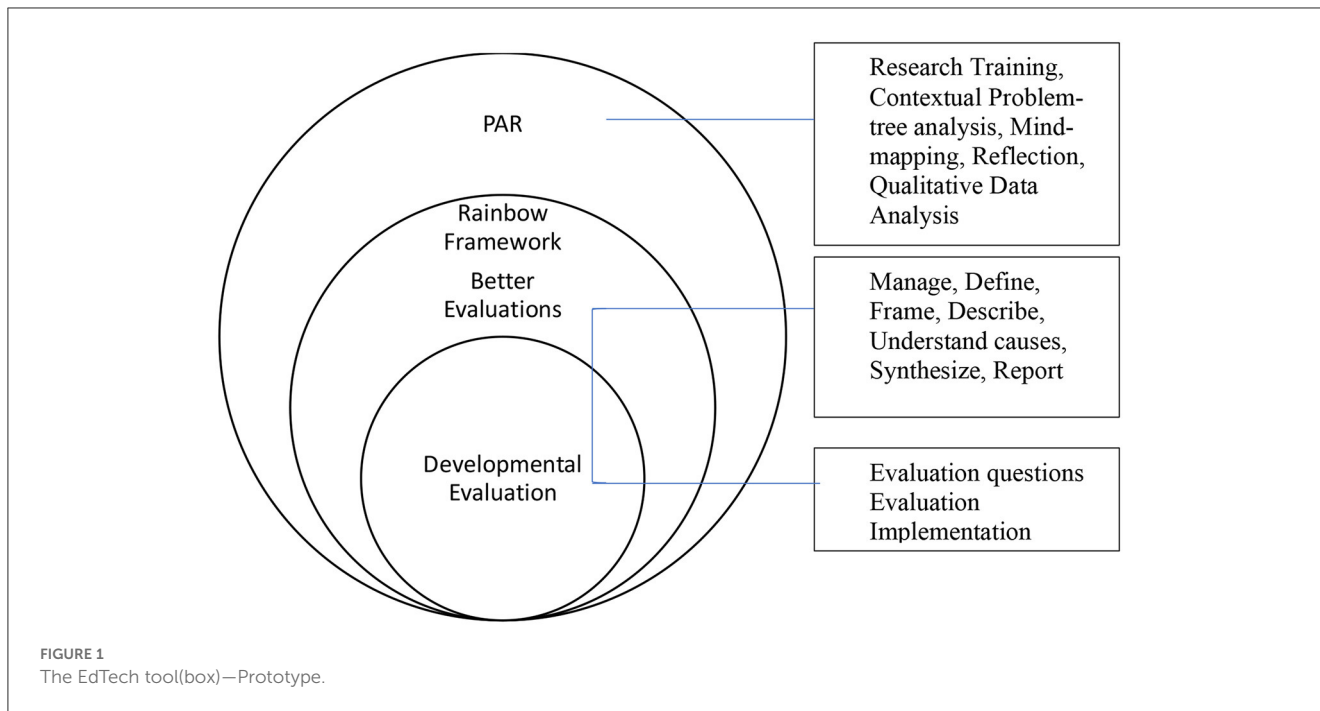 PAR
Rainbow
Framework
Better
Evaluations
Developmental
Evaluation
Research Training,
Contextual Problem-
tree analysis, Mind-
mapping, Reflection,
Qualitative Data
Analysis
Manage, Define,
Frame, Describe,
Understand causes,
Synthesize, Report
Evaluation questions
Evaluation
Implementation
FIGURE 1
The EdTech tool(box)—Prototype.